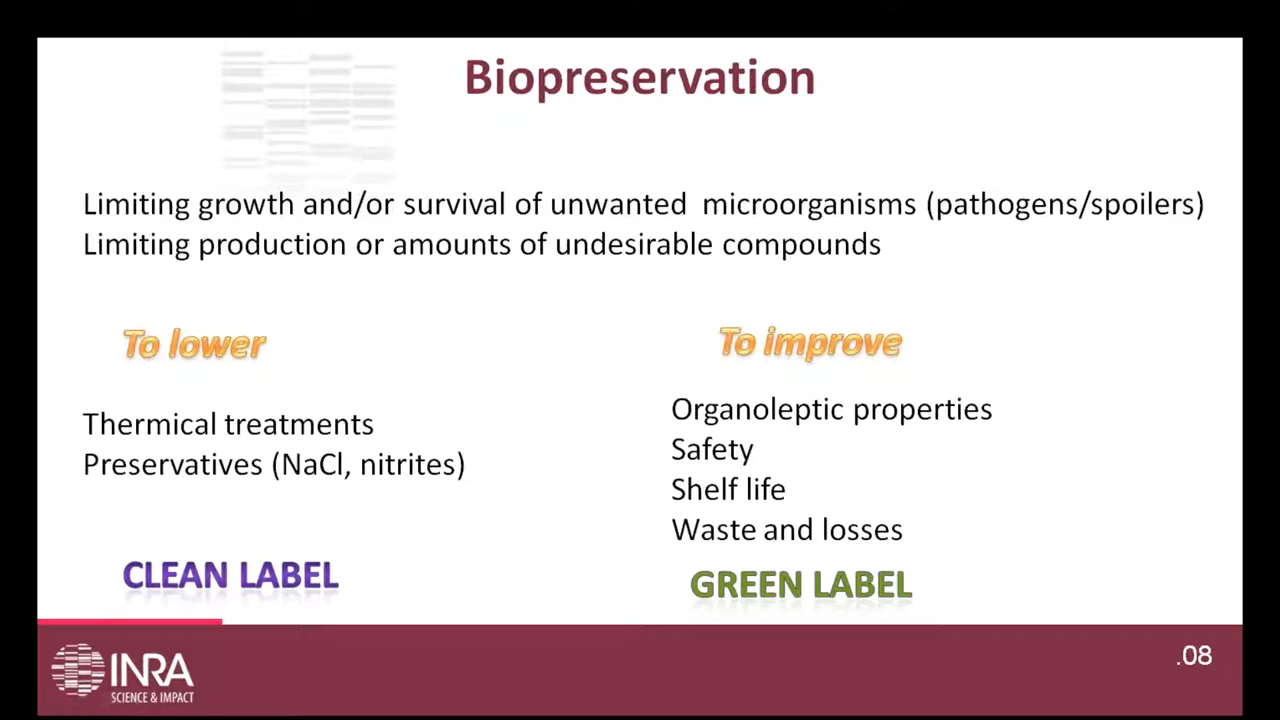 Biopreservation
Limiting growth and/or survival of unwanted microorganisms (pathogens/spoilers)
Limiting production or amounts of undesirable compounds
To lower
Thermical treatments
Preservatives (NaCl, nitrites)
CLEAN LABEL
To improve
Organoleptic properties
Safety
Shelf life
Waste and losses
GREEN LABEL
INRA
SCIENCE & IMPACT
.08